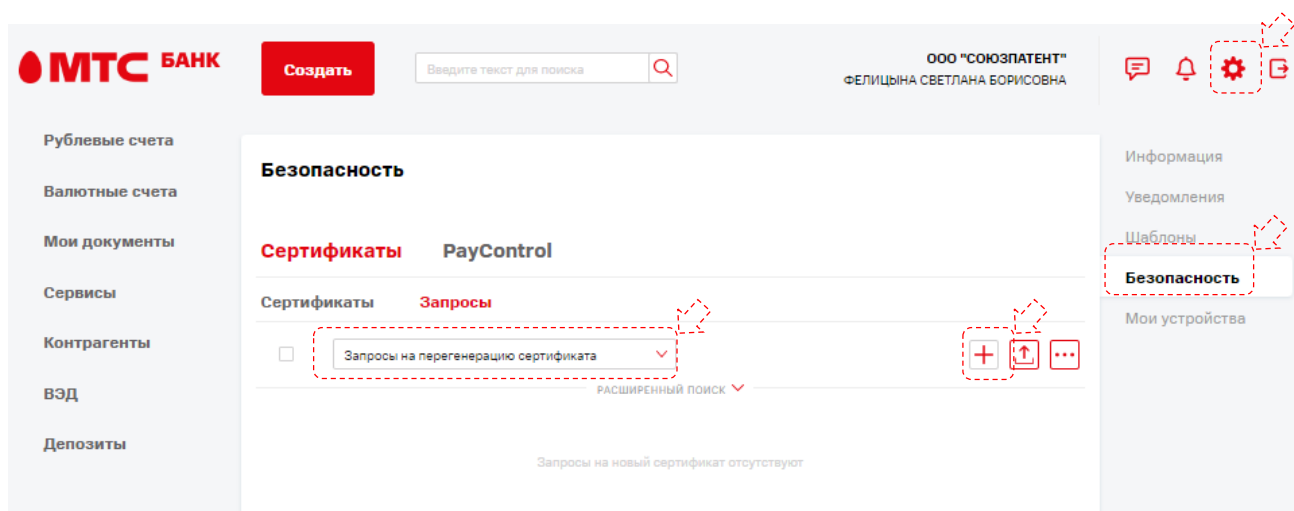 МТС БАНК
Создать
Введите текст для поиска
ООО "СОЮЗПАТЕНТ"
ФЕЛИЦЫНА СВЕТЛАНА БОРИСОВНА
Рублевые счета
Валютные счета
Мои документы
Сервисы
Контрагенты
ВЭД
Депозиты
Безопасность
Сертификаты PayControl
Сертификаты Запросы
Запросы на перегенерацию сертификата
РАСШИРЕННЫЙ ПОИСК
Запросы на новый сертификат отсутствуют
Информация
Уведомления
Шаблоны
Безопасность
Мои устройства